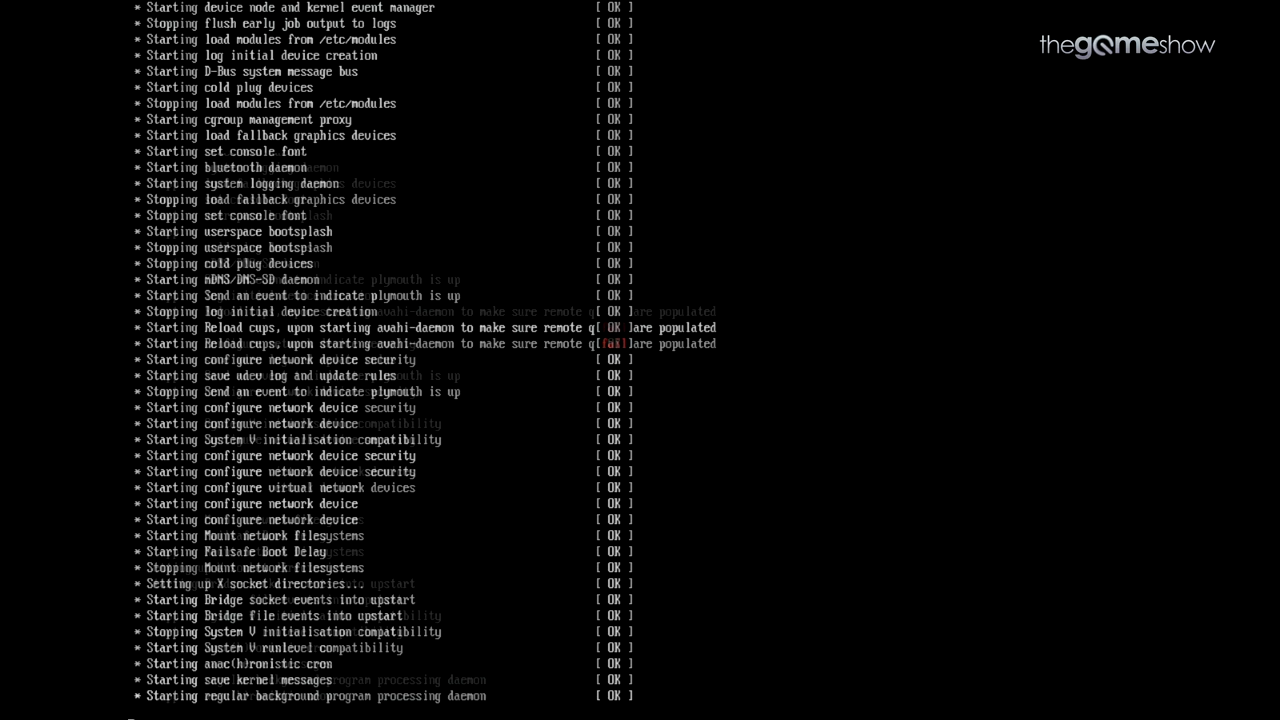 thegameshow
* Starting device node and kernel event manager [ OK ]
* Stopping flush early job output to logs [ OK ]
* Starting load modules from /etc/modules [ OK ]
* Starting log initial device creation [ OK ]
* Starting D-Bus system message bus [ OK ]
* Starting cold plug devices [ OK ]
* Stopping load modules from /etc/modules [ OK ]
* Starting cgroup management proxy [ OK ]
* Starting load fallback graphics devices [ OK ]
* Starting set console font [ OK ]
* Starting bluetooth daemon [ OK ]
* Starting system logging daemon [ OK ]
* Stopping load fallback graphics devices [ OK ]
* Stopping set console font [ OK ]
* Starting userspace bootsplash [ OK ]
* Stopping userspace bootsplash [ OK ]
* Stopping cold plug devices [ OK ]
* Starting mDNS/DNS-SD daemon [ OK ]
* Starting Send an event to indicate plymouth is up [ OK ]
* Stopping log initial device creation [ OK ]
* Starting Reload cups, upon starting avahi-daemon to make sure remote q[ OK ]are populated
* Starting Reload cups, upon starting avahi-daemon to make sure remote q[fail]are populated
* Starting configure network device security [ OK ]
* Starting save udev log and update rules [ OK ]
* Stopping Send an event to indicate plymouth is up [ OK ]
* Starting configure network device security [ OK ]
* Starting configure network device [ OK ]
* Starting System V initialisation compatibility [ OK ]
* Starting configure network device security [ OK ]
* Starting configure network device security [ OK ]
* Starting configure virtual network devices [ OK ]
* Starting configure network device [ OK ]
* Starting configure network device [ OK ]
* Starting Mount network filesystems [ OK ]
* Starting Failsafe Boot Delay [ OK ]
* Stopping Mount network filesystems [ OK ]
* Setting up X socket directories... [ OK ]
* Starting Bridge socket events into upstart [ OK ]
* Starting Bridge file events into upstart [ OK ]
* Stopping System V initialisation compatibility [ OK ]
* Starting System V runlevel compatibility [ OK ]
* Starting anac(h)ronistic cron [ OK ]
* Starting save kernel messages [ OK ]
* Starting regular background program processing daemon [ OK ]